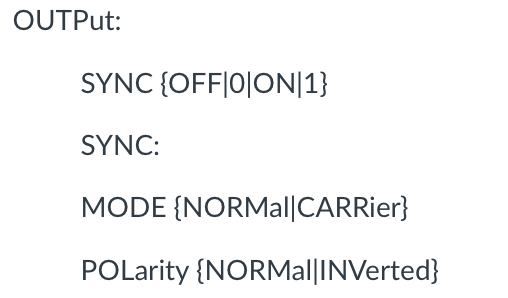 OUTPut:
SYNC {OFF|0|ON|1}
SYNC:
MODE {NORMal|CARRier}
POLarity {NORMal|INVerted}